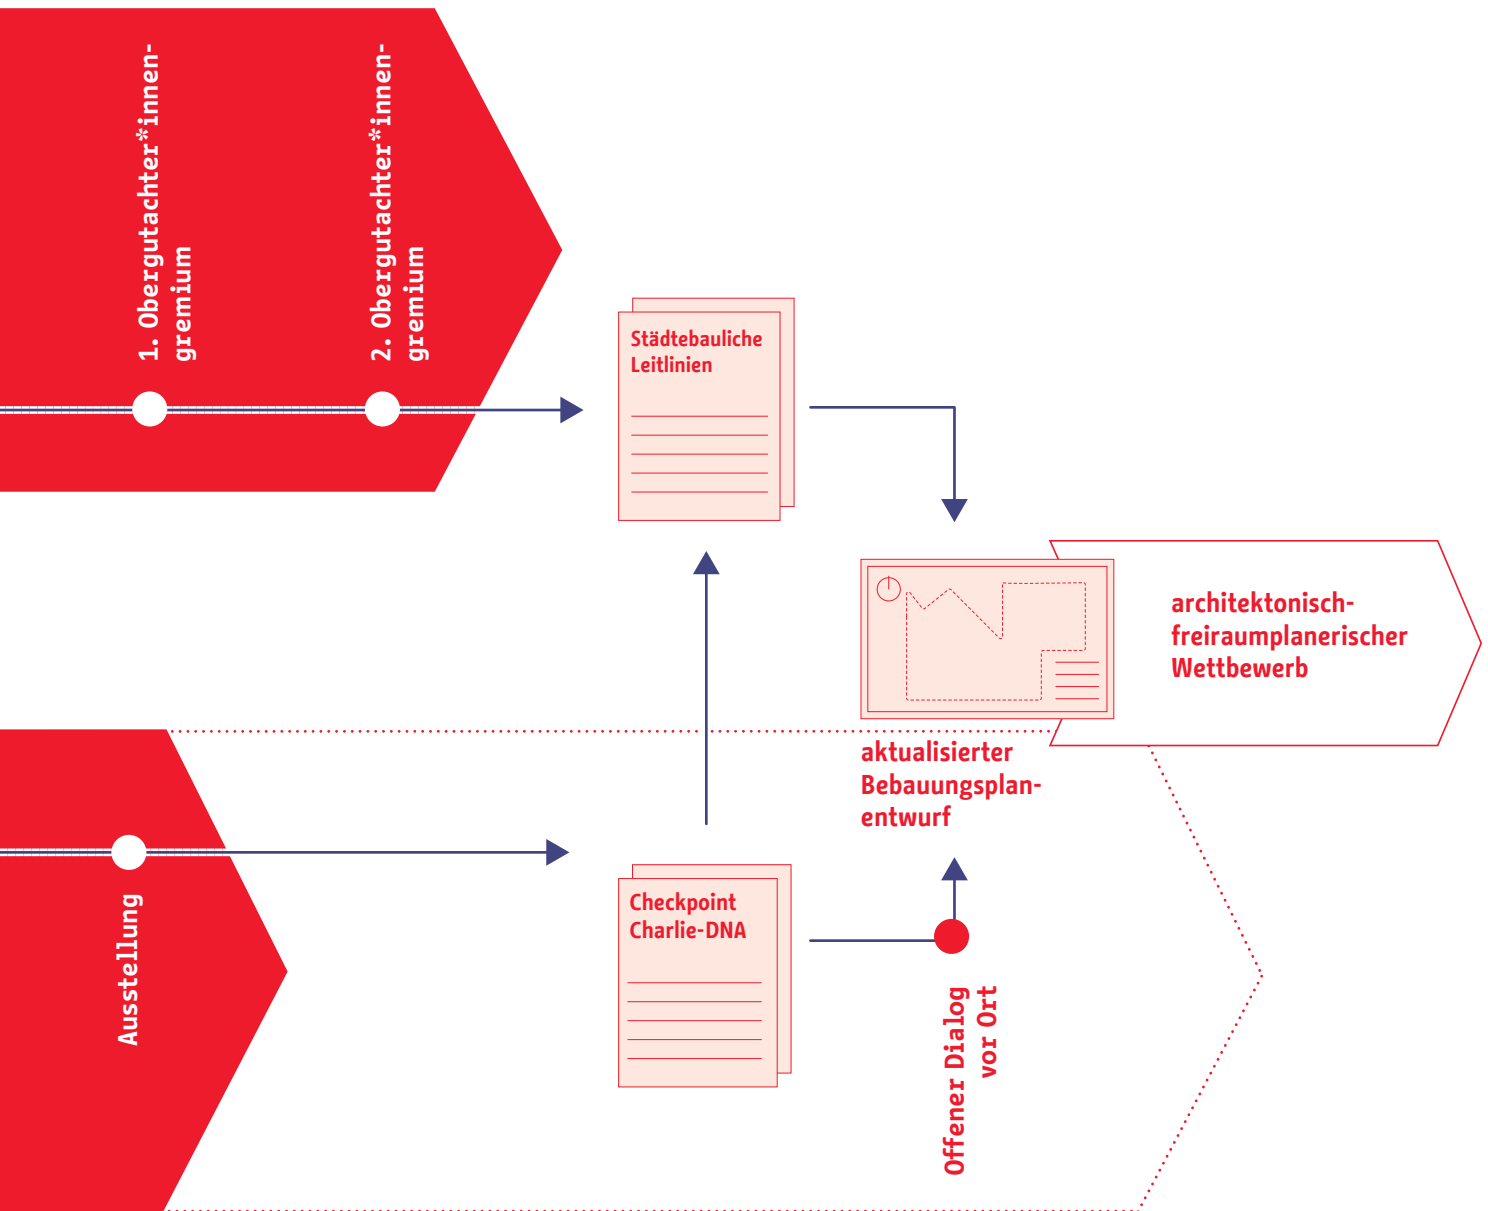 1. Obergutachter*innen-
gremium
2. Obergutachter*innen-
gremium
Städtebauliche
Leitlinien
architektonisch-
freiraumplanerischer
Wettbewerb
aktualisierter
Bebauungsplan-
entwurf
Ausstellung
Checkpoint
Charlie-DNA
Offener Dialog
vor Ort